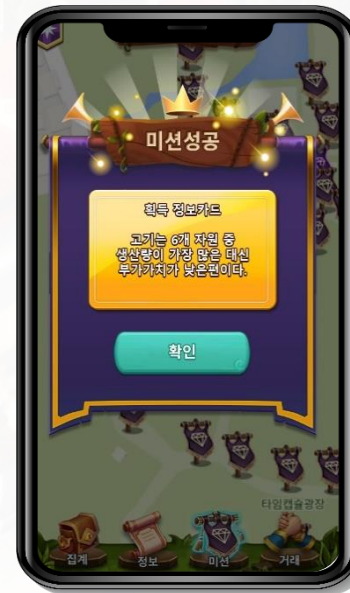 미션성공
획득 정보카드
고기는 6개 자원 중
생산량이 가장 많은 대신
부가가치가 낮은편이다.
확인
타임캡슐광장
집계
정보
미션
거래